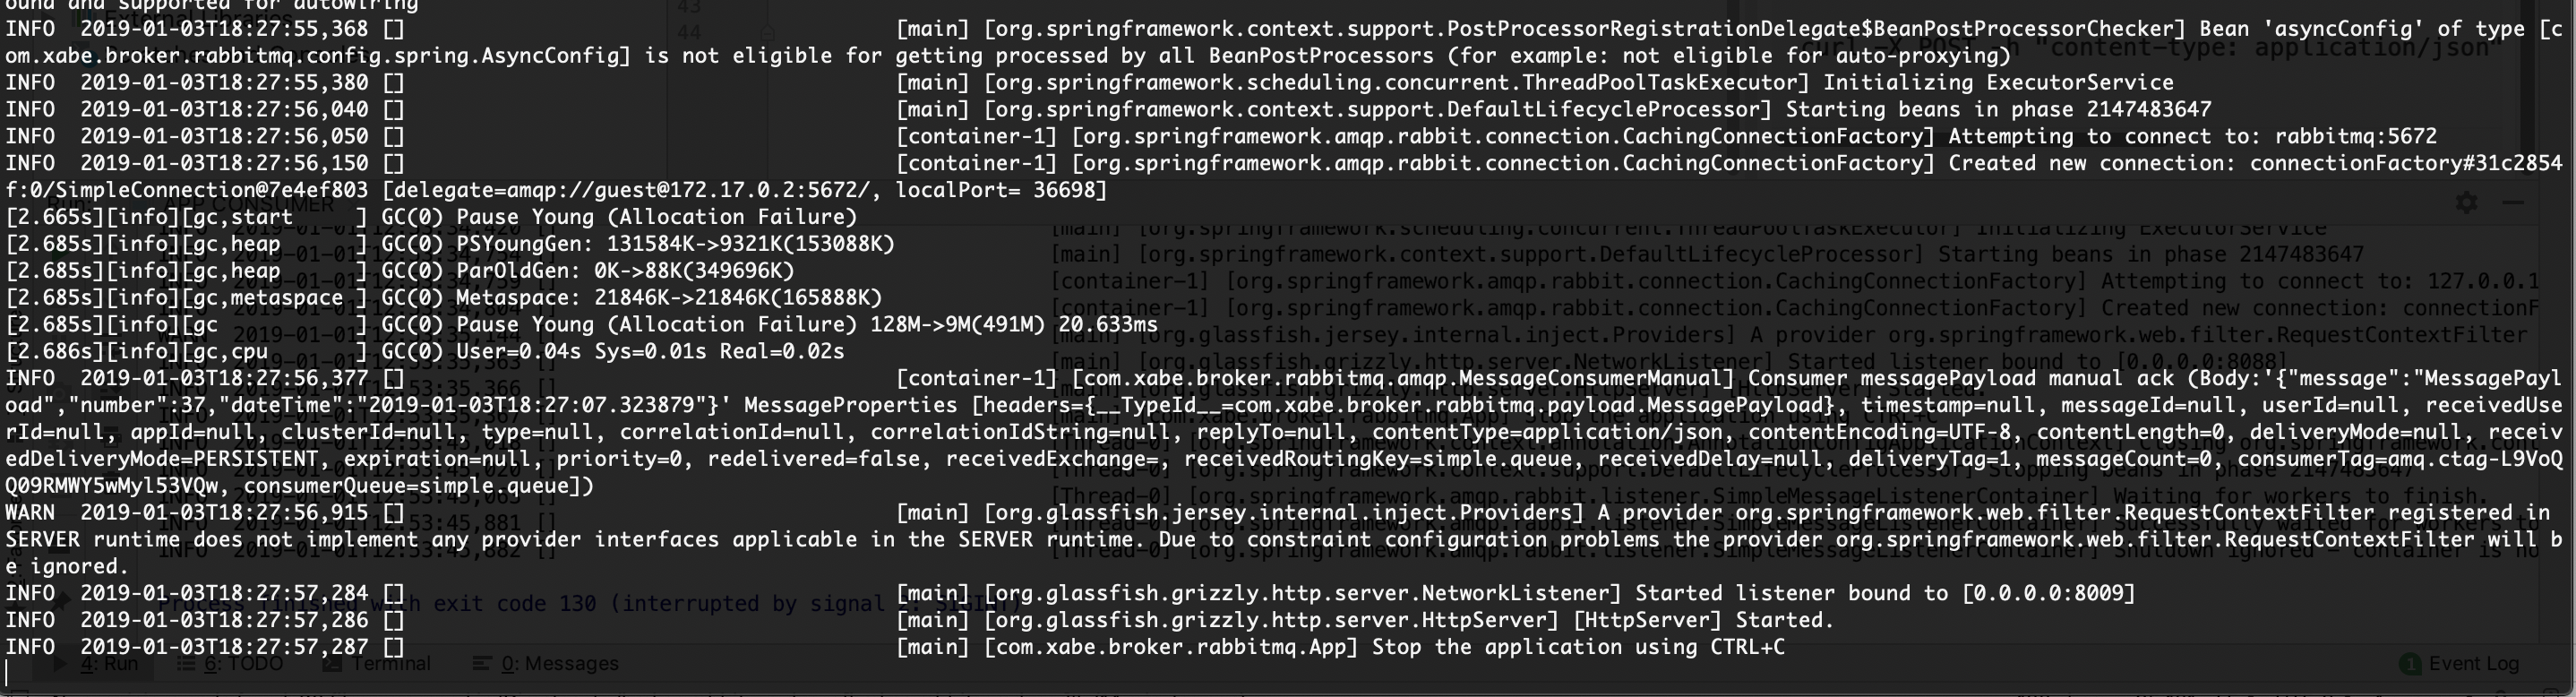 ound and supported for autowiring
INFO  2019-01-03T18:27:55,368 [] [main] [org.springframework.context.support.PostProcessorRegistrationDelegate$BeanPostProcessorChecker] Bean 'asyncConfig' of type [c
om.xabe.broker.rabbitmq.config.spring.AsyncConfig] is not eligible for getting processed by all BeanPostProcessors (for example: not eligible for auto-proxying)
INFO  2019-01-03T18:27:55,380 [] [main] [org.springframework.scheduling.concurrent.ThreadPoolTaskExecutor] Initializing ExecutorService
INFO  2019-01-03T18:27:56,040 [] [main] [org.springframework.context.support.DefaultLifecycleProcessor] Starting beans in phase 2147483647
INFO  2019-01-03T18:27:56,050 [] [container-1] [org.springframework.amqp.rabbit.connection.CachingConnectionFactory] Attempting to connect to: rabbitmq:5672
INFO  2019-01-03T18:27:56,150 [] [container-1] [org.springframework.amqp.rabbit.connection.CachingConnectionFactory] Created new connection: connectionFactory#31c2854
f:0/SimpleConnection@7e4ef803 [delegate=amqp://guest@172.17.0.2:5672/, localPort= 36698]
[2.665s][info][gc,start     ] GC(0) Pause Young (Allocation Failure)
[2.685s][info][gc,heap      ] GC(0) PSYoungGen: 131584K->9321K(153088K)
[2.685s][info][gc,heap      ] GC(0) ParOldGen: 0K->88K(349696K)
[2.685s][info][gc,metaspace ] GC(0) Metaspace: 21846K->21846K(165888K)
[2.685s][info][gc           ] GC(0) Pause Young (Allocation Failure) 128M->9M(491M) 20.633ms
[2.686s][info][gc,cpu       ] GC(0) User=0.04s Sys=0.01s Real=0.02s
INFO  2019-01-03T18:27:56,377 [] [container-1] [com.xabe.broker.rabbitmq.amqp.MessageConsumerManual] Consumer messagePayload manual ack (Body:'{"message":"MessagePayl
oad","number":37,"dateTime":"2019-01-03T18:27:07.323879"}' MessageProperties [headers={__TypeId__=com.xabe.broker.rabbitmq.payload.MessagePayload}, timestamp=null, messageId=null, userId=null, receivedUse
rId=null, appId=null, clusterId=null, type=null, correlationId=null, correlationIdString=null, replyTo=null, contentType=application/json, contentEncoding=UTF-8, contentLength=0, deliveryMode=null, receiv
edDeliveryMode=PERSISTENT, expiration=null, priority=0, redelivered=false, receivedExchange=, receivedRoutingKey=simple.queue, receivedDelay=null, deliveryTag=1, messageCount=0, consumerTag=amq.ctag-L9VoQ
Q09RMWY5wMyl53VQw, consumerQueue=simple.queue])
WARN  2019-01-03T18:27:56,915 [] [main] [org.glassfish.jersey.internal.inject.Providers] A provider org.springframework.web.filter.RequestContextFilter registered in
SERVER runtime does not implement any provider interfaces applicable in the SERVER runtime. Due to constraint configuration problems the provider org.springframework.web.filter.RequestContextFilter will b
e ignored.
INFO  2019-01-03T18:27:57,284 [] [main] [org.glassfish.grizzly.http.server.NetworkListener] Started listener bound to [0.0.0.0:8009]
INFO  2019-01-03T18:27:57,286 [] [main] [org.glassfish.grizzly.http.server.HttpServer] [HttpServer] Started.
INFO  2019-01-03T18:27:57,287 [] [main] [com.xabe.broker.rabbitmq.App] Stop the application using CTRL+C
4: Run 6: TODO Terminal 0: Messages 1 Event Log